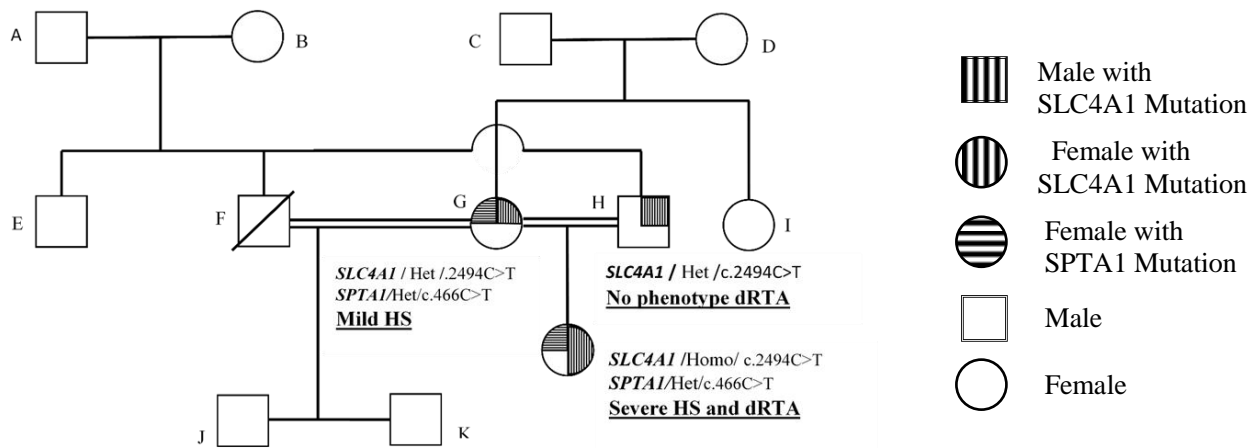 A
B
C
D
Male with
SLC4A1 Mutation
Female with
SLC4A1 Mutation
Female with
SPTA1 Mutation
Male
Female
E
F
G
H
I
SLC4A1 / Het /.2494C>T
SPTA1/Het/c.466C>T
Mild HS
SLC4A1 / Het /c.2494C>T
No phenotype dRTA
SLC4A1 /Homo/ c.2494C>T
SPTA1/Het/c.466C>T
Severe HS and dRTA
J
K